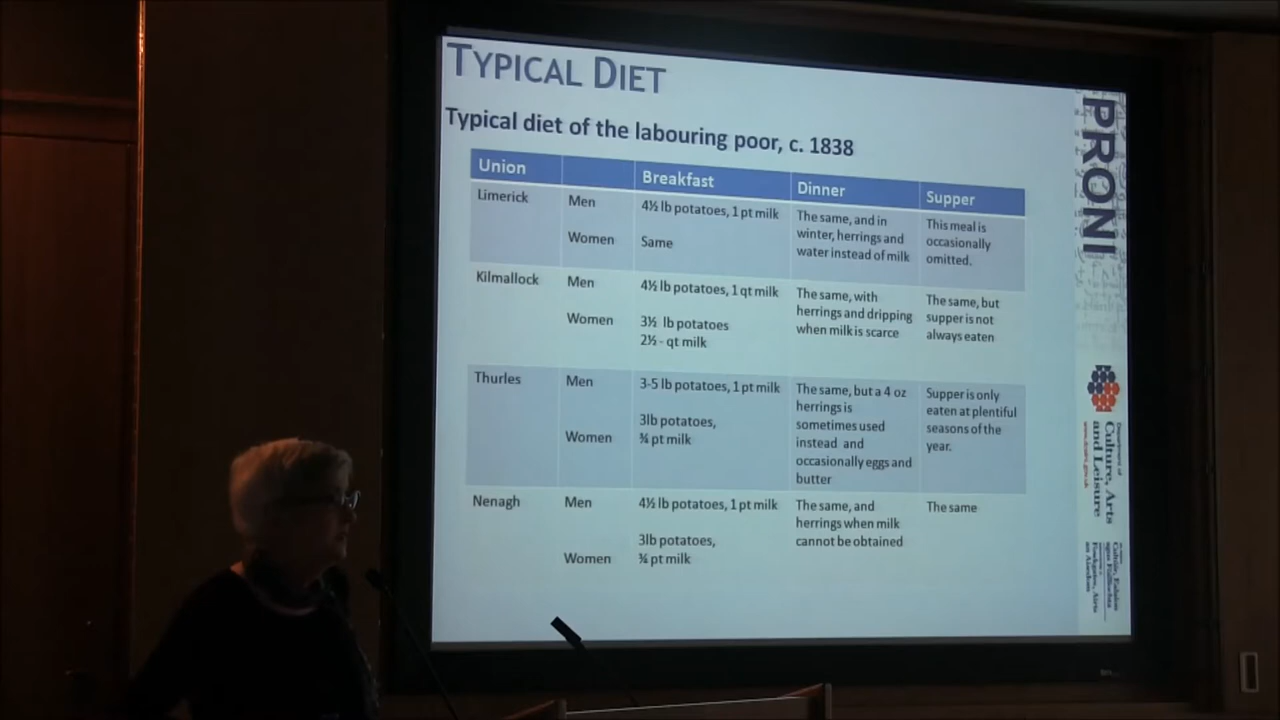 TYPICAL DIET
Typical diet of the labouring poor, c. 1838
Union Breakfast Dinner Supper
Limerick Men 4½ lb potatoes, 1 pt milk
Women Same
The same, and in
winter, herrings and
water instead of milk
This meal is
occasionally
omitted.
Kilmallock Men 4½ lb potatoes, 1 qt milk
Women 3½ lb potatoes
2½ - qt milk
The same, with
herrings and dripping
when milk is scarce
The same, but
supper is not
always eaten
Thurles Men 3-5 lb potatoes, 1 pt milk
3lb potatoes,
Women ¾ pt milk
The same, but a 4 oz
herrings is
sometimes used
instead and
occasionally eggs and
butter
Supper is only
eaten at plentiful
seasons of the
year.
Nenagh Men 4½ lb potatoes, 1 pt milk
3lb potatoes,
Women ¾ pt milk
The same, and
herrings when milk
cannot be obtained
The same
PRONI
Department of
Culture, Arts
and Leisure
www.dcalni.gov.uk